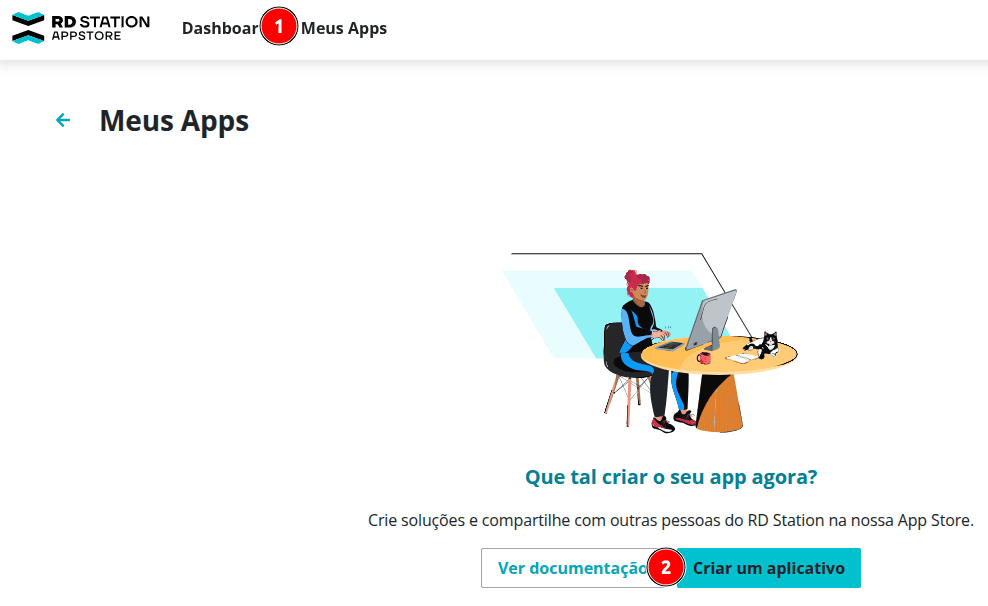 RD STATION
APPSTORE
Dashboar 1 Meus Apps
Meus Apps
Que tal criar o seu app agora?
Crie soluções e compartilhe com outras pessoas do RD Station na nossa App Store.
Ver documentação 2 Criar um aplicativo